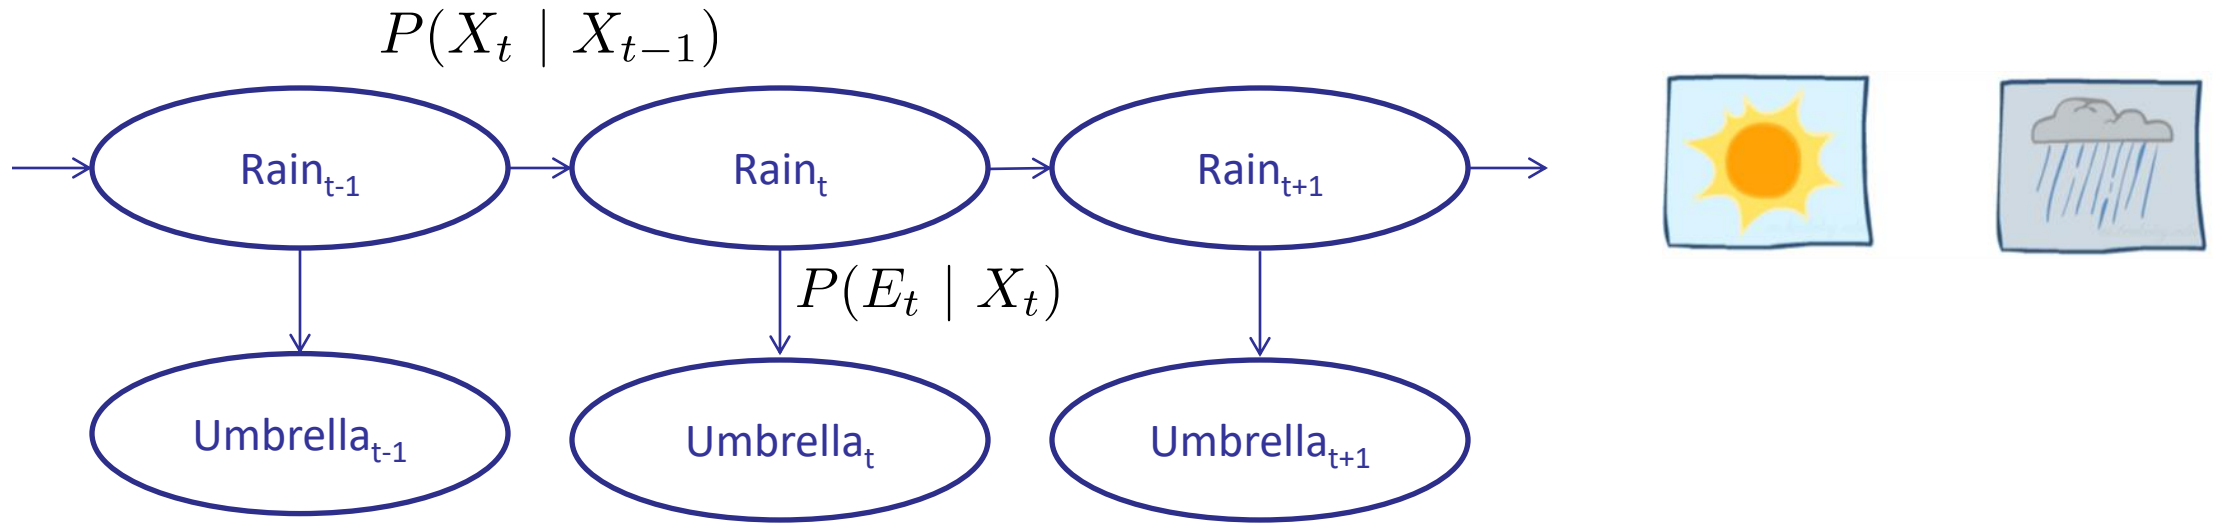 P(X_t | X_{t-1})
Rain_{t-1}
Rain_t
Rain_{t+1}
P(E_t | X_t)
Umbrella_{t-1}
Umbrella_t
Umbrella_{t+1}